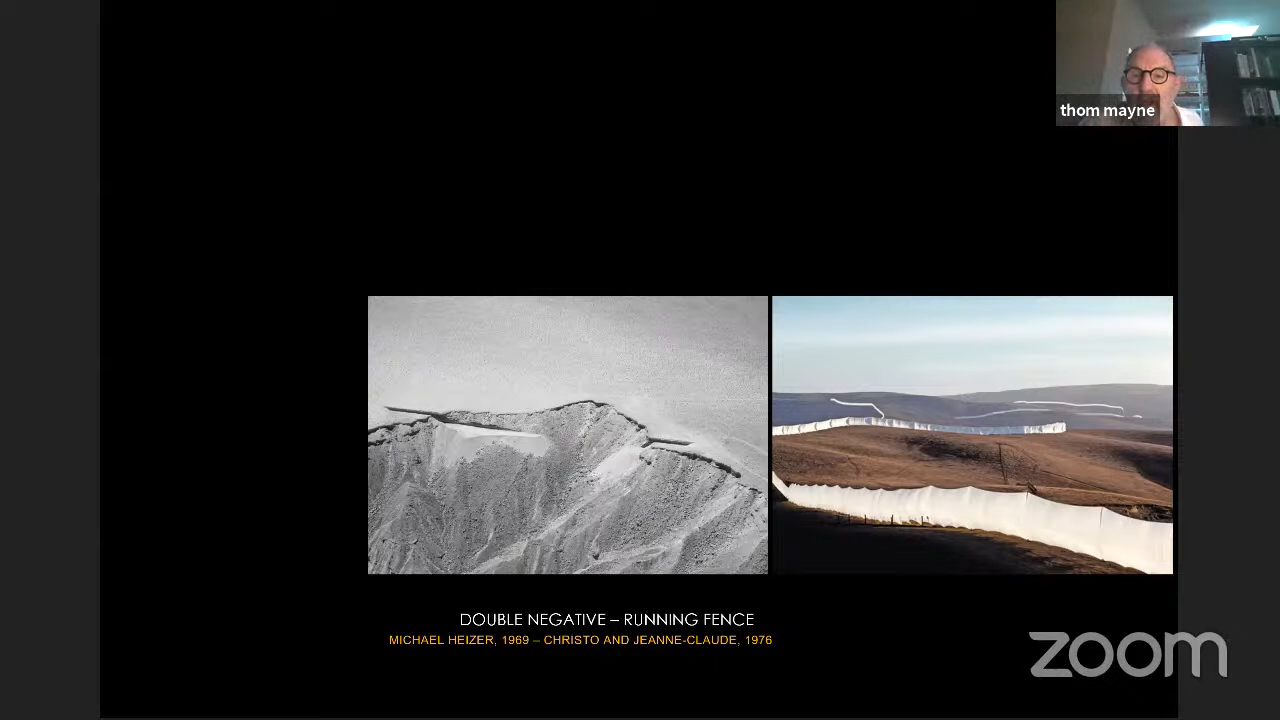 thom mayne
DOUBLE NEGATIVE – RUNNING FENCE
MICHAEL HEIZER, 1969 – CHRISTO AND JEANNE-CLAUDE, 1976
zoom